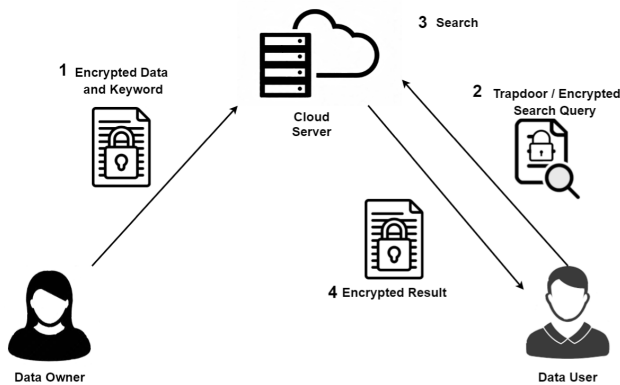 3 Search
1 Encrypted Data
and Keyword
2 Trapdoor / Encrypted
Search Query
Cloud
Server
4 Encrypted Result
Data Owner
Data User